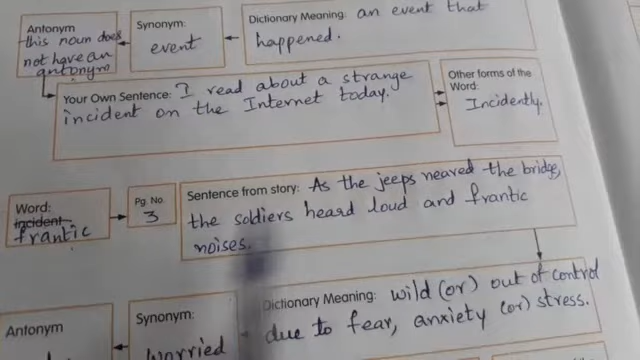 Antonym
this noun does
not have an
antonym
Synonym:
event
Dictionary Meaning: an event that
happened.
Your Own Sentence: I read about a strange
incident on the Internet today.
Other forms of the
Word:
Incidently.
Word:
incident
frantic
Pg. No.
3
Sentence from story: As the jeeps neared the bridge,
the soldiers heard loud and frantic
noises.
Dictionary Meaning: wild (or) out of control
due to fear, anxiety (or) stress.
Synonym:
worried
Antonym